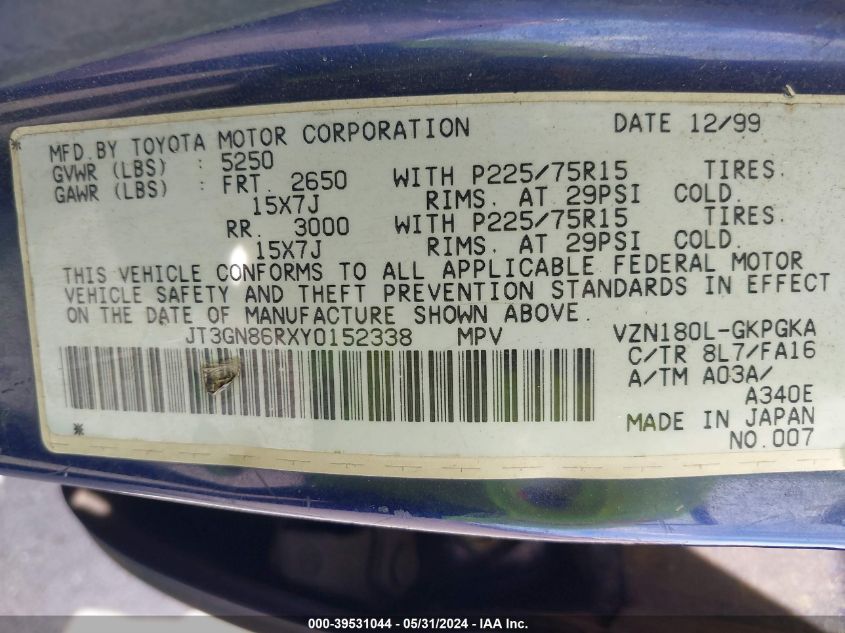 MFD. BY TOYOTA MOTOR CORPORATION DATE 12/99
GVWR (LBS) : 5250
GAWR (LBS) : FRT. 2650 WITH P225/75R15 TIRES.
15X7J RIMS. AT 29PSI COLD.
RR. 3000 WITH P225/75R15 TIRES.
15X7J RIMS. AT 29PSI COLD.
THIS VEHICLE CONFORMS TO ALL APPLICABLE FEDERAL MOTOR
VEHICLE SAFETY AND THEFT PREVENTION STANDARDS IN EFFECT
ON THE DATE OF MANUFACTURE SHOWN ABOVE.
JT3GN86RXY0152338 MPV VZN180L-GKPGKA
C/TR 8L7/FA16
A/TM A03A/
A340E
MADE IN JAPAN
NO.007
000-39531044 / 05/31/2024 - IAA Inc.